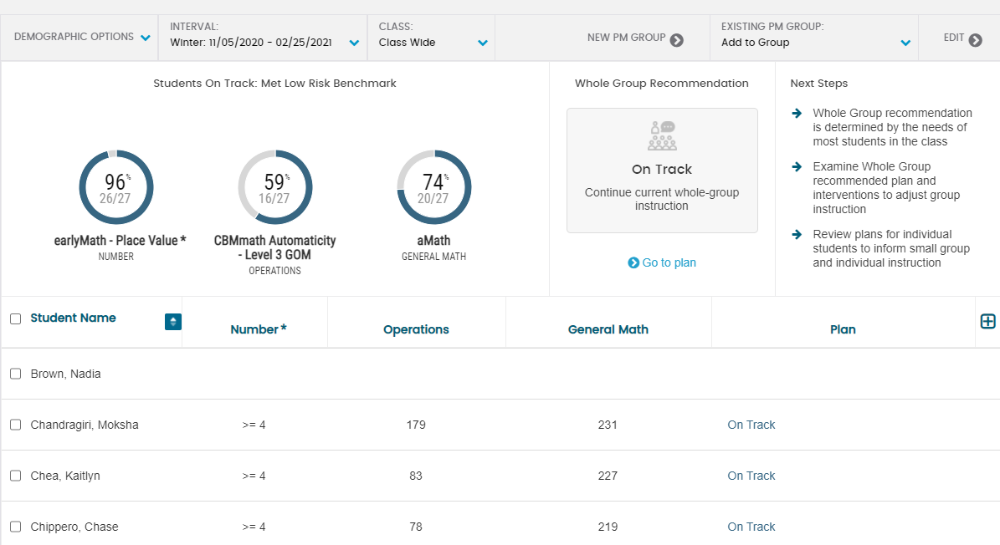 DEMOGRAPHIC OPTIONS
INTERVAL:
Winter: 11/05/2020 - 02/25/2021
CLASS:
Class Wide
NEW PM GROUP
EXISTING PM GROUP:
Add to Group
EDIT
Students On Track: Met Low Risk Benchmark
96%
26/27
earlyMath - Place Value *
NUMBER
59%
16/27
CBMmath Automaticity
- Level 3 GOM
OPERATIONS
74%
20/27
aMath
GENERAL MATH
Whole Group Recommendation
On Track
Continue current whole-group
instruction
Go to plan
Next Steps
Whole Group recommendation
is determined by the needs of
most students in the class
Examine Whole Group
recommended plan and
interventions to adjust group
instruction
Review plans for individual
students to inform small group
and individual instruction
Student Name
Number *
Operations
General Math
Plan
Brown, Nadia
Chandragiri, Moksha >= 4 179 231 On Track
Chea, Kaitlyn >= 4 83 227 On Track
Chippero, Chase >= 4 78 219 On Track